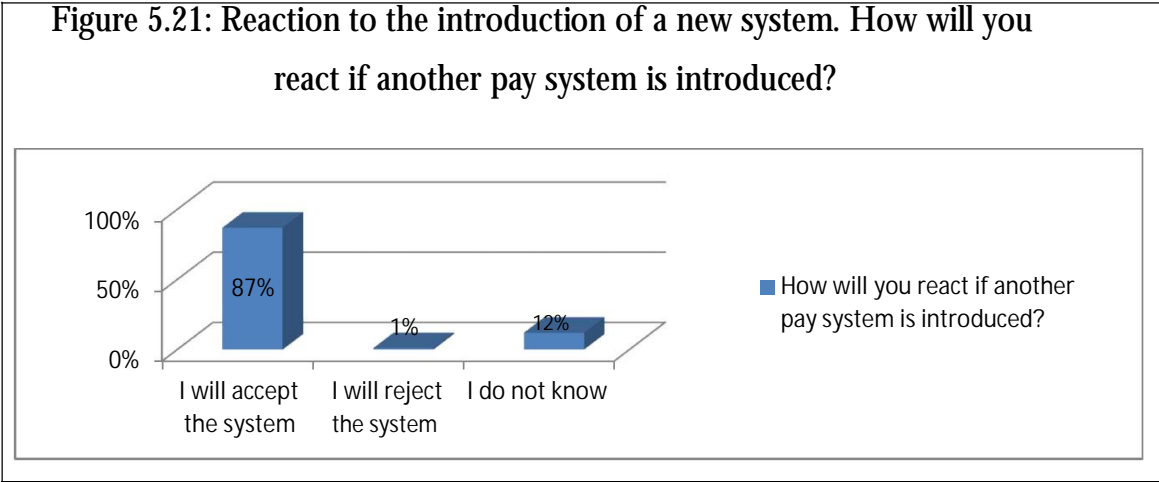 Figure 5.21: Reaction to the introduction of a new system. How will you
react if another pay system is introduced?
100%
50%
0%
87%
1%
12%
I will accept
the system
I will reject
the system
I do not know
How will you react if another
pay system is introduced?